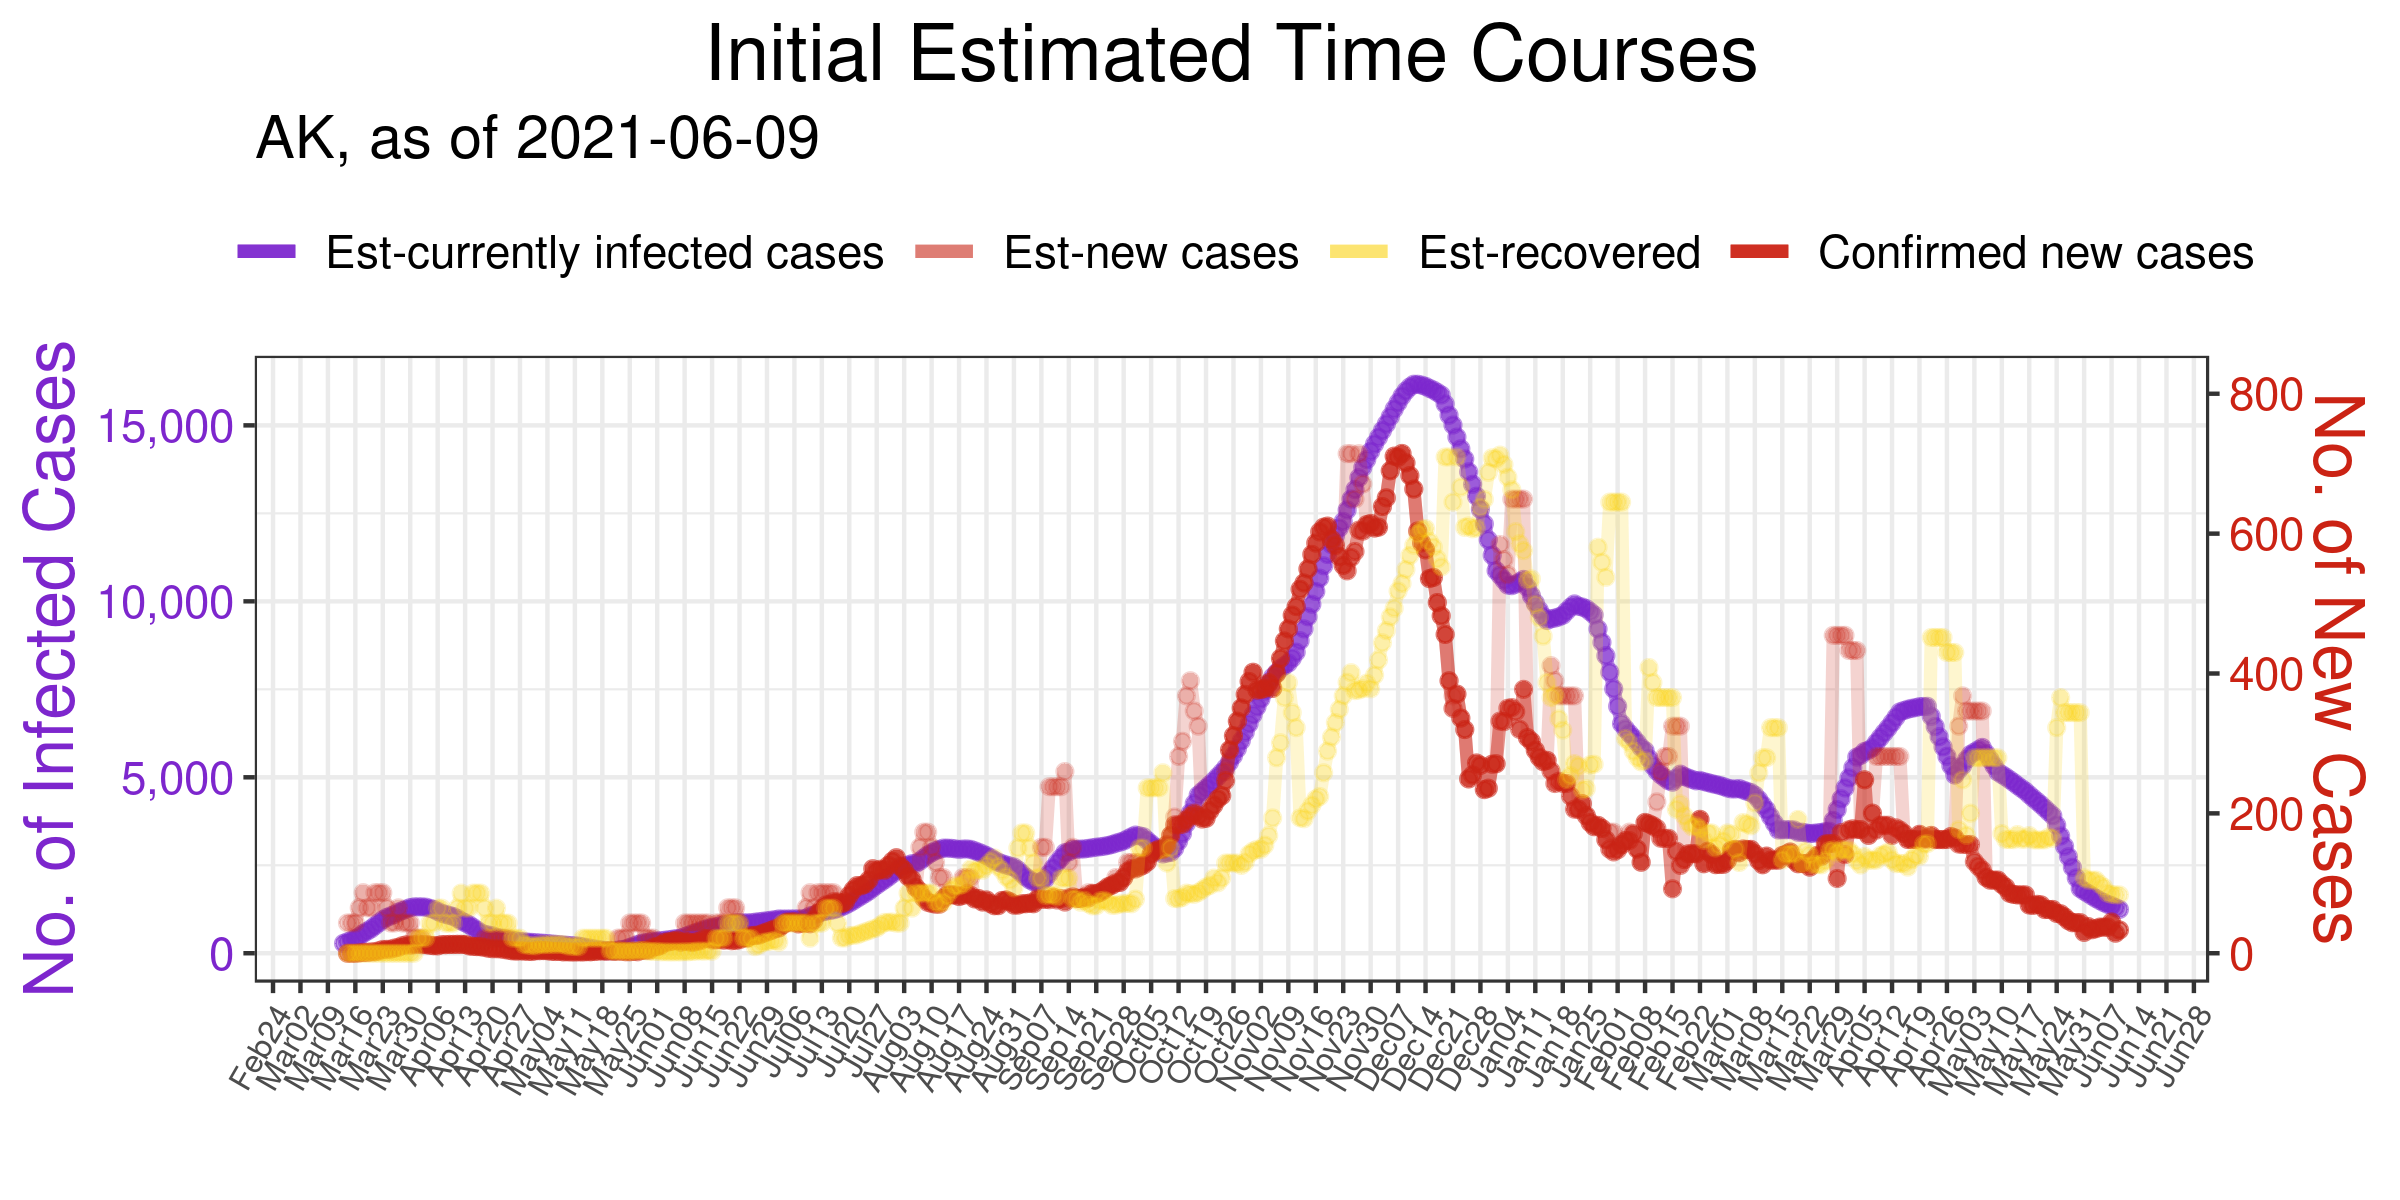 Initial Estimated Time Courses
AK, as of 2021-06-09
Est-currently infected cases Est-new cases Est-recovered Confirmed new cases
No. of Infected Cases
15,000
10,000
5,000
0
800
600
400
200
0
No. of New Cases
Feb24 Mar02 Mar09 Mar16 Mar23 Mar30 Apr06 Apr13 Apr20 Apr27 May04 May11 May18 May25 Jun01 Jun08 Jun15 Jun22 Jun29 Jul06 Jul13 Jul20 Jul27 Aug03 Aug10 Aug17 Aug24 Aug31 Sep07 Sep14 Sep21 Sep28 Oct05 Oct12 Oct19 Oct26 Nov02 Nov09 Nov16 Nov23 Nov30 Dec07 Dec14 Dec21 Dec28 Jan04 Jan11 Jan18 Jan25 Feb01 Feb08 Feb15 Feb22 Mar01 Mar08 Mar15 Mar22 Mar29 Apr05 Apr12 Apr19 Apr26 May03 May10 May17 May24 May31 Jun07 Jun14 Jun21 Jun28